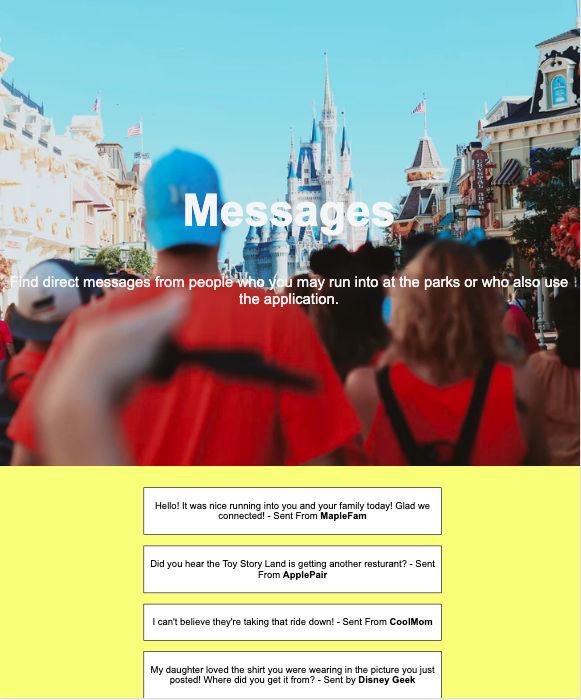 Messages
Find direct messages from people who you may run into at the parks or who also use
the application.
Hello! It was nice running into you and your family today! Glad we
connected! - Sent From MapleFam
Did you hear the Toy Story Land is getting another resturant? - Sent
From ApplePair
I can't believe they're taking that ride down! - Sent From CoolMom
My daughter loved the shirt you were wearing in the picture you just
posted! Where did you get it from? - Sent by Disney Geek